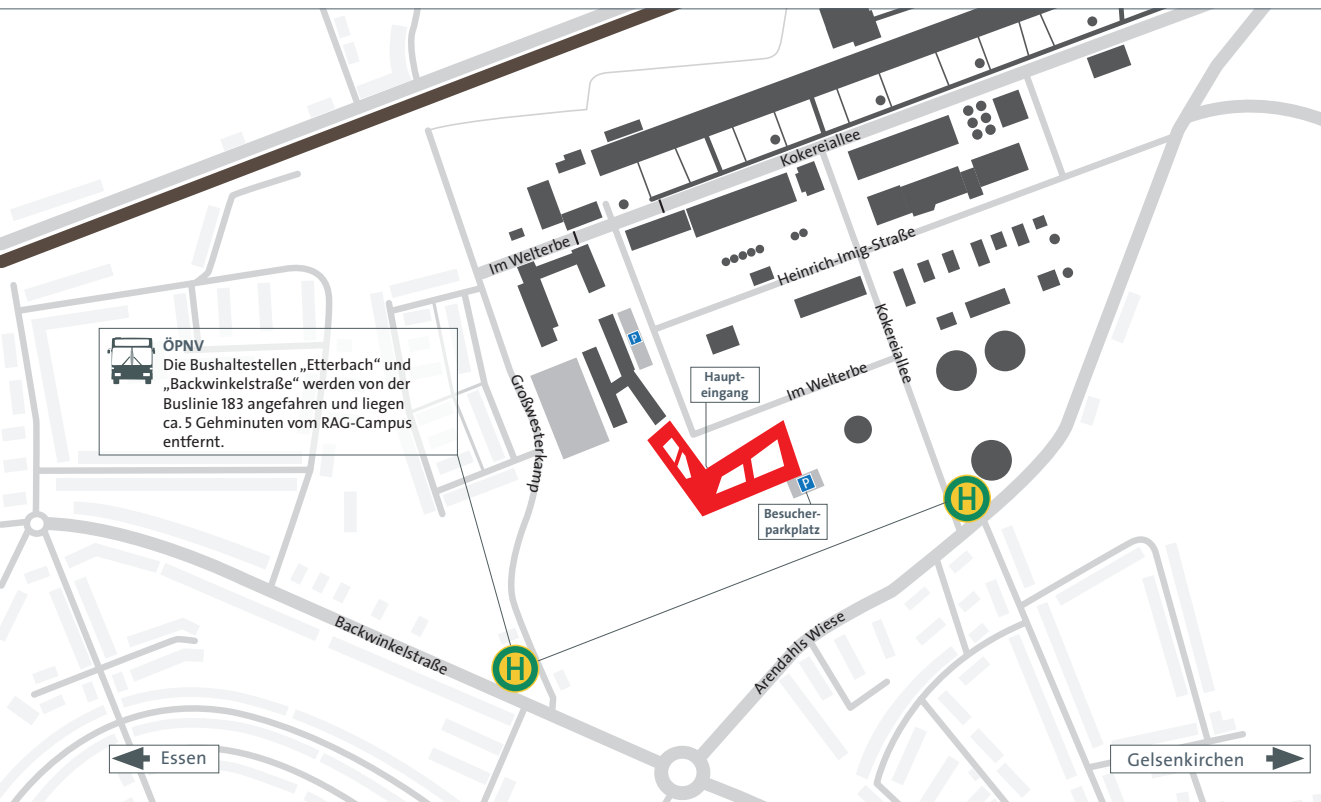 Kokereiallee
Im Welterbe
Heinrich-Imig-Straße
Kokereiallee
ÖPNV
Die Bushaltestellen „Etterbach“ und
„Backwinkelstraße“ werden von der
Buslinie 183 angefahren und liegen
ca. 5 Gehminuten vom RAG-Campus
entfernt.
P
Großwesterkamp
Haupt-
eingang
Im Welterbe
P
Besucher-
parkplatz
H
Backwinkelstraße
Arendahls Wiese
H
Essen
Gelsenkirchen